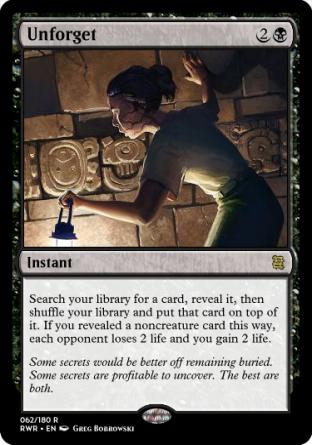 Unforget 2
Instant
Search your library for a card, reveal it, then
shuffle your library and put that card on top of
it. If you revealed a noncreature card this way,
each opponent loses 2 life and you gain 2 life.
Some secrets would be better off remaining buried.
Some secrets are profitable to uncover. The best are
both.
062/180 R
RWR • EN Greg Bobrowski